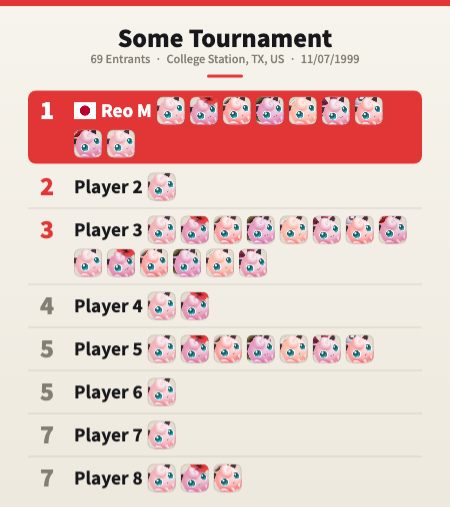 Some Tournament
69 Entrants · College Station, TX, US · 11/07/1999
1 Reo M
2 Player 2
3 Player 3
4 Player 4
5 Player 5
5 Player 6
7 Player 7
7 Player 8